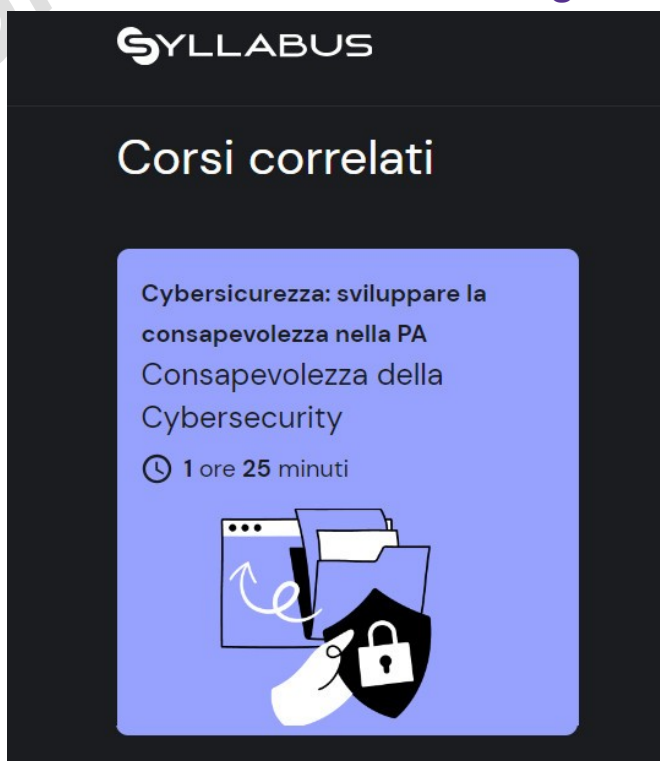 SYLLABUS
Corsi correlati
Cybersicurezza: sviluppare la
consapevolezza nella PA
Consapevolezza della
Cybersecurity
1 ore 25 minuti